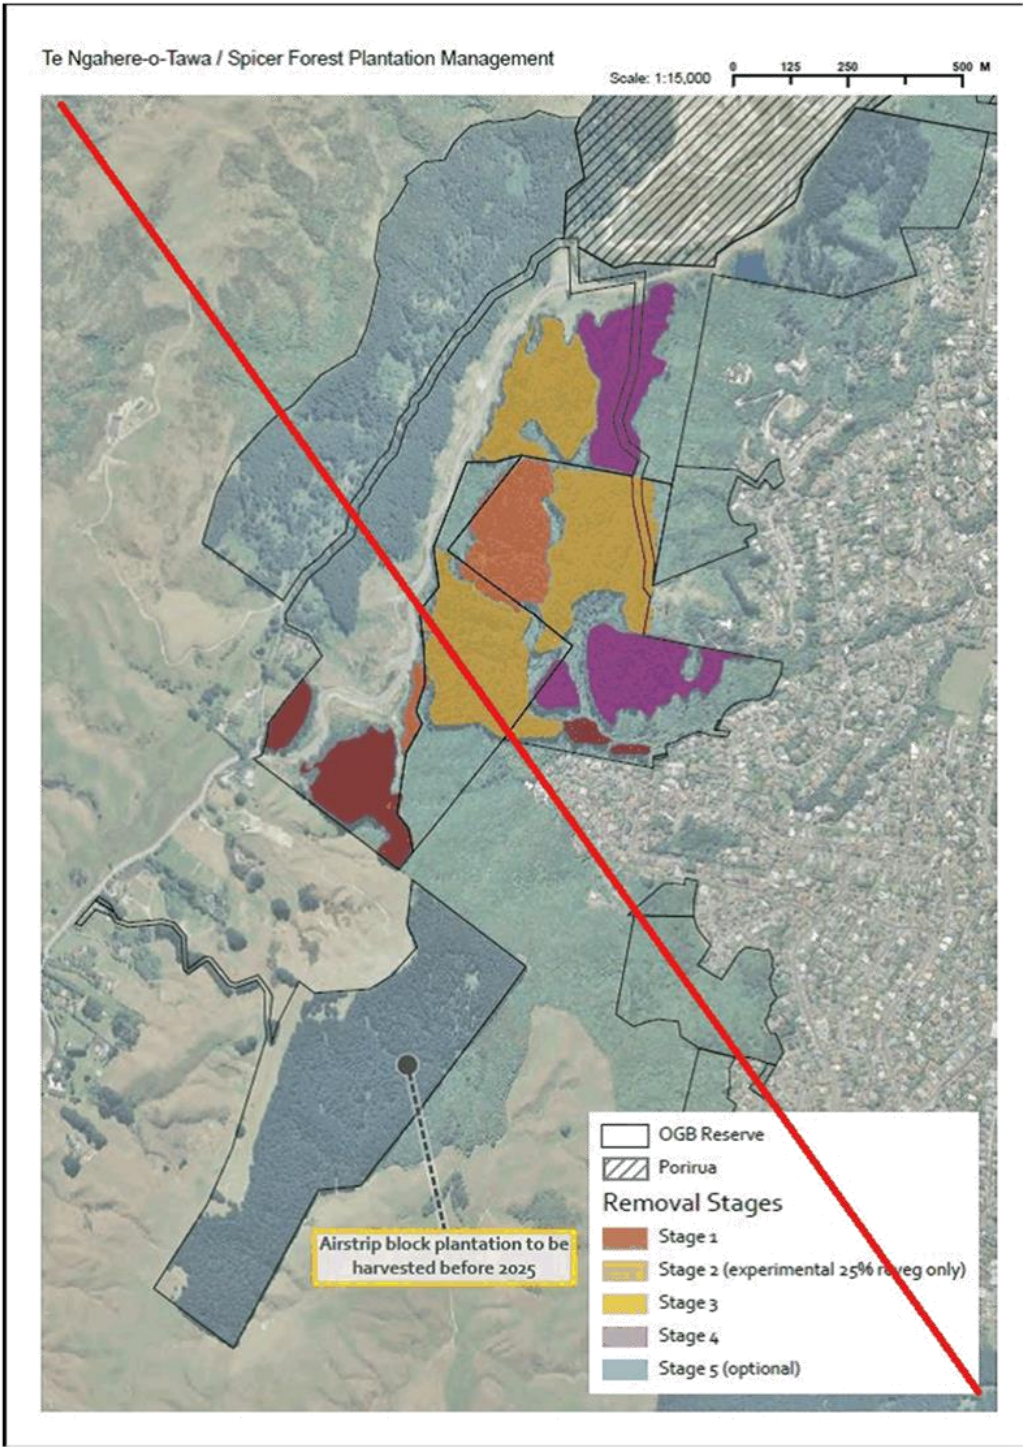 Te Ngahere-o-Tawa / Spicer Forest Plantation Management
Scale: 1:15,000
0 125 250 500 M
Airstrip block plantation to be
harvested before 2025
OGB Reserve
Porirua
Removal Stages
Stage 1
Stage 2 (experimental 25% reveg only)
Stage 3
Stage 4
Stage 5 (optional)